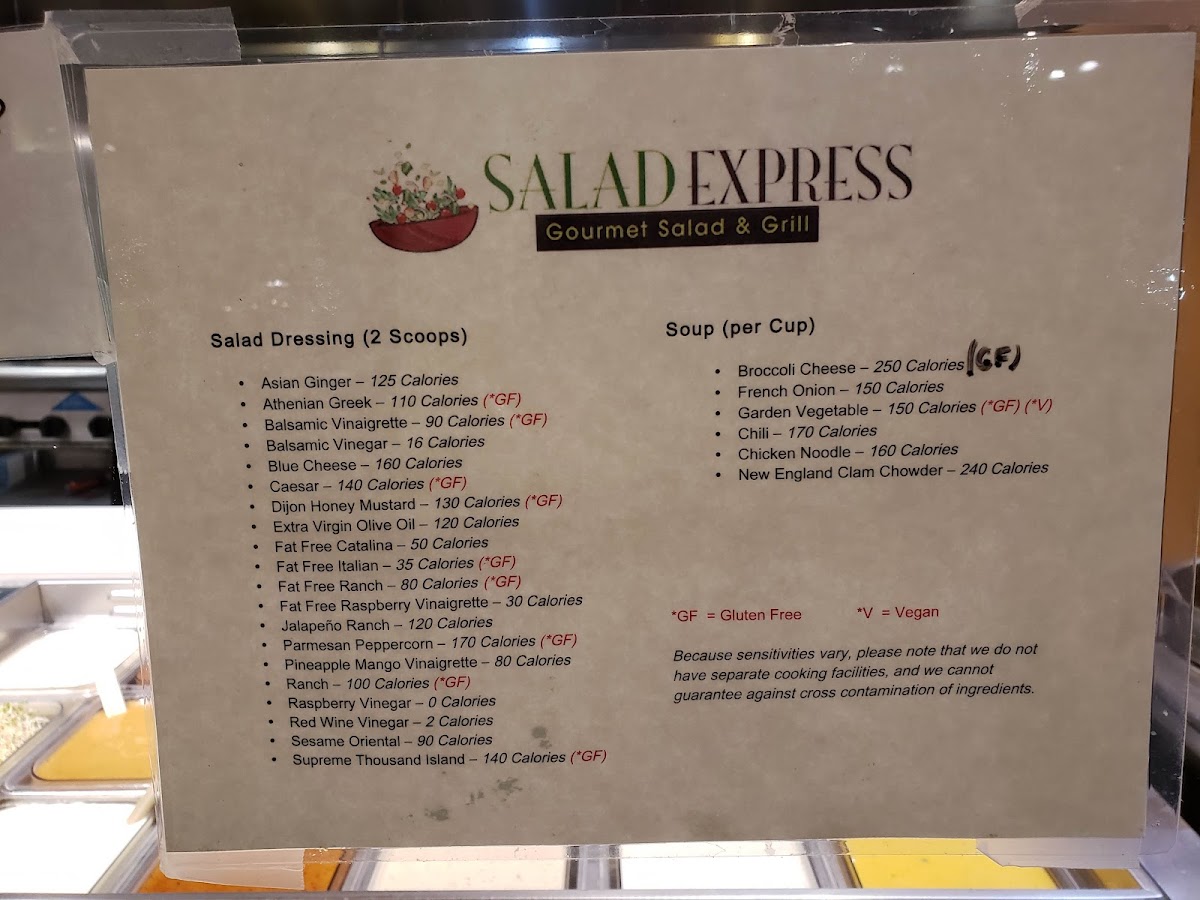 SALAD EXPRESS
Gourmet Salad & Grill
Salad Dressing (2 Scoops)
• Asian Ginger – 125 Calories
• Athenian Greek – 110 Calories (*GF)
• Balsamic Vinaigrette – 90 Calories (*GF)
• Balsamic Vinegar – 16 Calories
• Blue Cheese – 160 Calories
• Caesar – 140 Calories (*GF)
• Dijon Honey Mustard – 130 Calories (*GF)
• Extra Virgin Olive Oil – 120 Calories
• Fat Free Catalina – 50 Calories
• Fat Free Italian – 35 Calories (*GF)
• Fat Free Ranch – 80 Calories (*GF)
• Fat Free Raspberry Vinaigrette – 30 Calories
• Jalapeño Ranch – 120 Calories
• Parmesan Peppercorn – 170 Calories (*GF)
• Pineapple Mango Vinaigrette – 80 Calories
• Ranch – 100 Calories (*GF)
• Raspberry Vinegar – 0 Calories
• Red Wine Vinegar – 2 Calories
• Sesame Oriental – 90 Calories
• Supreme Thousand Island – 140 Calories (*GF)
Soup (per Cup)
• Broccoli Cheese – 250 Calories (GF)
• French Onion – 150 Calories
• Garden Vegetable – 150 Calories (*GF) (*V)
• Chili – 170 Calories
• Chicken Noodle – 160 Calories
• New England Clam Chowder – 240 Calories
*GF = Gluten Free *V = Vegan
Because sensitivities vary, please note that we do not
have separate cooking facilities, and we cannot
guarantee against cross contamination of ingredients.